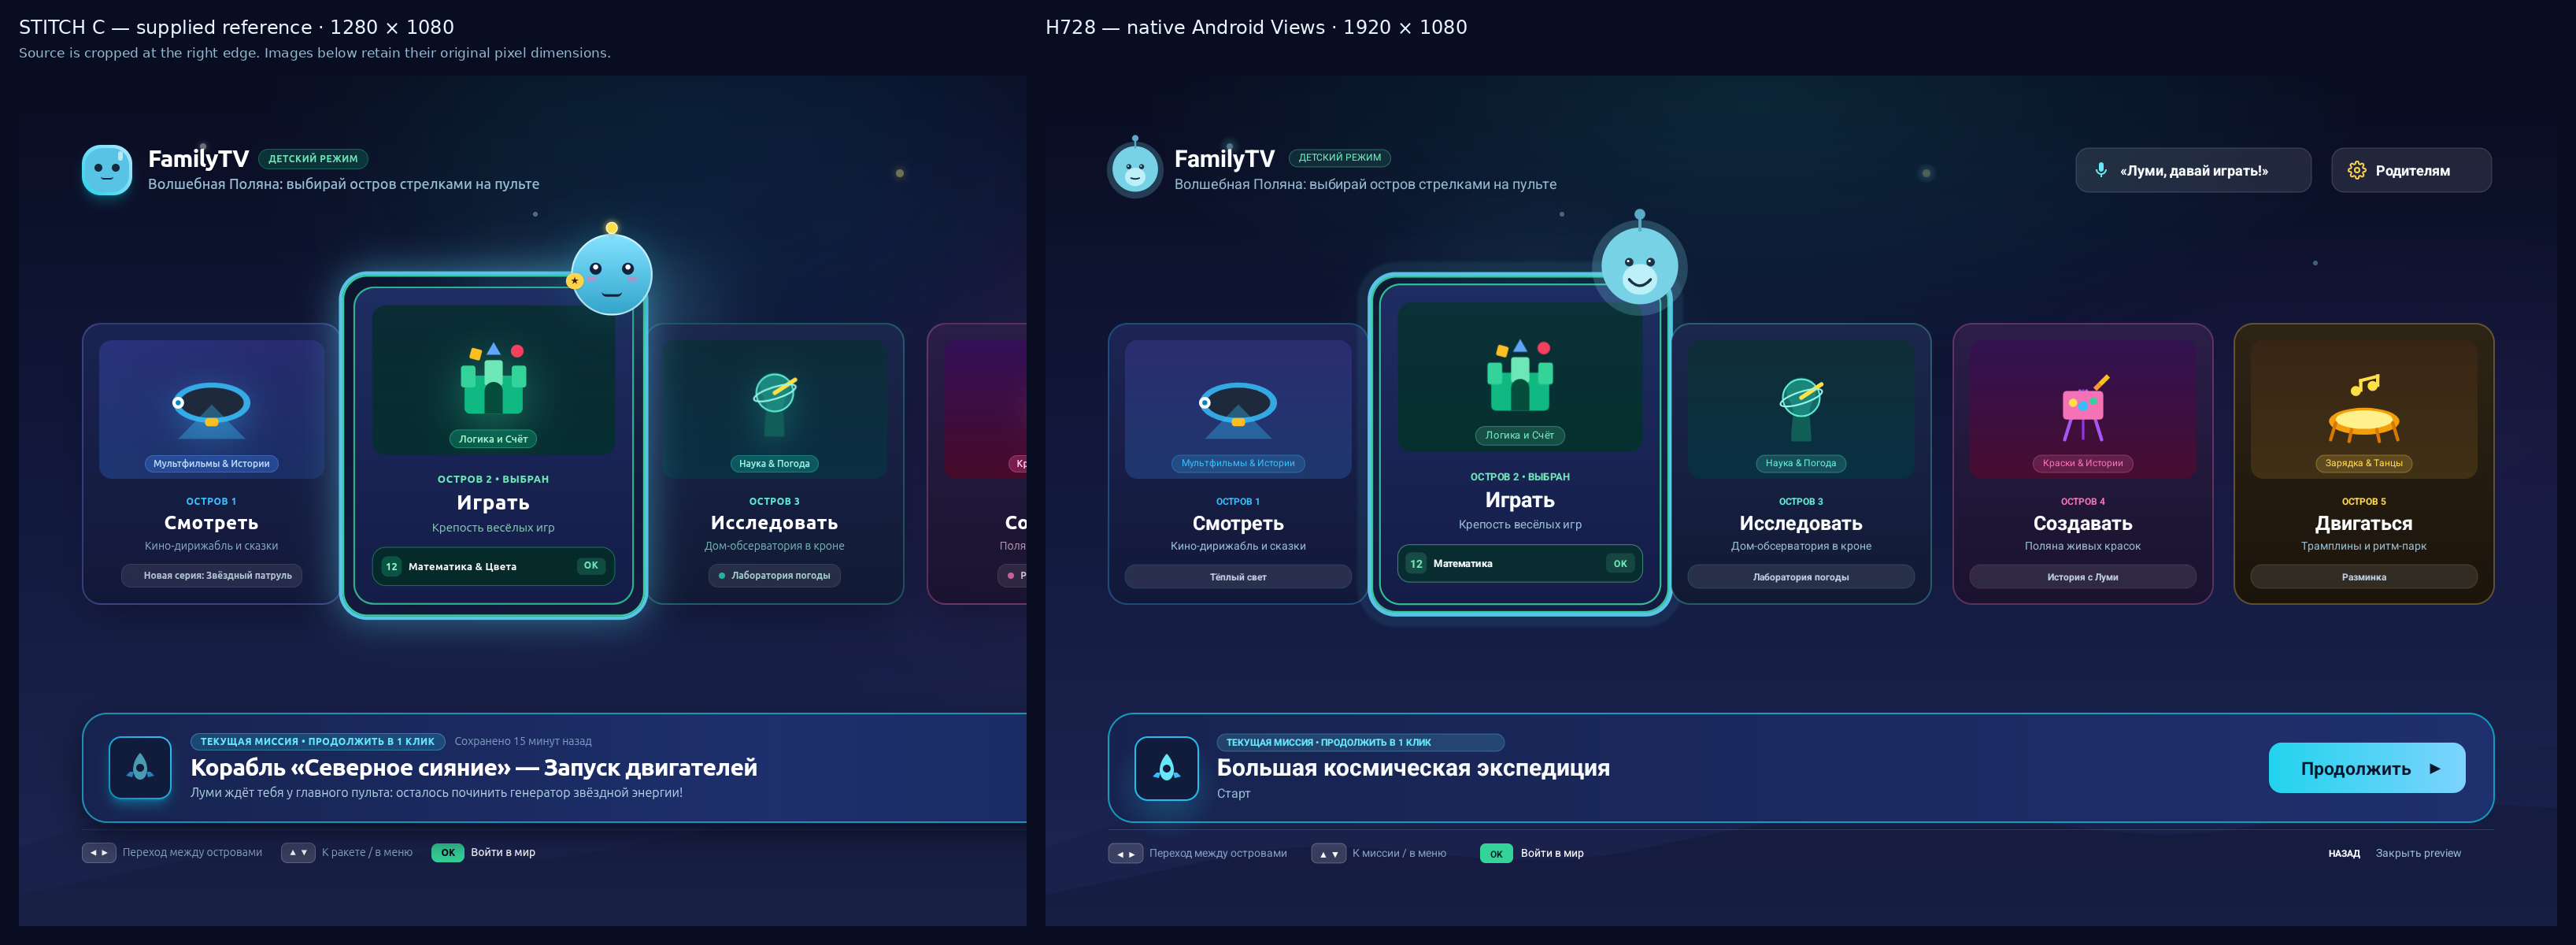 STITCH C — supplied reference · 1280 × 1080
Source is cropped at the right edge. Images below retain their original pixel dimensions.
FamilyTV ДЕТСКИЙ РЕЖИМ
Волшебная Поляна: выбирай остров стрелками на пульте
Мультфильмы & Истории
ОСТРОВ 1
Смотреть
Кино-дирижабль и сказки
Новая серия: Звёздный патруль
Логика и Счёт
ОСТРОВ 2 • ВЫБРАН
Играть
Крепость весёлых игр
12 Математика & Цвета OK
Наука & Погода
ОСТРОВ 3
Исследовать
Дом-обсерватория в кроне
Лаборатория погоды
Кр
Со
Поля
Р
ТЕКУЩАЯ МИССИЯ • ПРОДОЛЖИТЬ В 1 КЛИК Сохранено 15 минут назад
Корабль «Северное сияние» — Запуск двигателей
Луми ждёт тебя у главного пульта: осталось починить генератор звёздной энергии!
◄ ► Переход между островами ▲ ▼ К ракете / в меню OK Войти в мир
H728 — native Android Views · 1920 × 1080
FamilyTV ДЕТСКИЙ РЕЖИМ
Волшебная Поляна: выбирай остров стрелками на пульте
«Луми, давай играть!» Родителям
Мультфильмы & Истории
ОСТРОВ 1
Смотреть
Кино-дирижабль и сказки
Тёплый свет
Логика и Счёт
ОСТРОВ 2 • ВЫБРАН
Играть
Крепость весёлых игр
12 Математика OK
Наука & Погода
ОСТРОВ 3
Исследовать
Дом-обсерватория в кроне
Лаборатория погоды
Краски & Истории
ОСТРОВ 4
Создавать
Поляна живых красок
История с Луми
Зарядка & Танцы
ОСТРОВ 5
Двигаться
Трамплины и ритм-парк
Разминка
ТЕКУЩАЯ МИССИЯ • ПРОДОЛЖИТЬ В 1 КЛИК
Большая космическая экспедиция
Старт
Продолжить ►
◄ ► Переход между островами ▲ ▼ К миссии / в меню OK Войти в мир
НАЗАД Закрыть preview